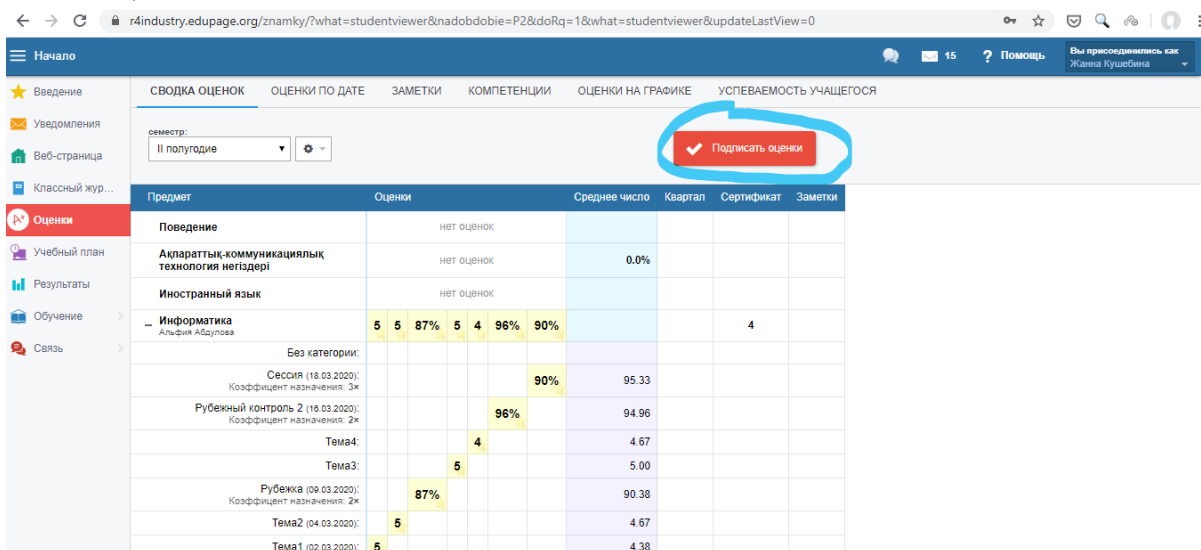 r4industry.edupage.org/znamky/?what=studentviewer&nadobdobie=P2&doRq=1&what=studentviewer&updateLastView=0
Начало
15
? Помощь
Вы присоединились как
Жанна Кушебина
Введение
Уведомления
Веб-страница
Классный жур...
Оценки
Учебный план
Результаты
Обучение
Связь
СВОДКА ОЦЕНОК ОЦЕНКИ ПО ДАТЕ ЗАМЕТКИ КОМПЕТЕНЦИИ ОЦЕНКИ НА ГРАФИКЕ УСПЕВАЕМОСТЬ УЧАЩЕГОСЯ
семестр:
II полугодие
Подписать оценки
Предмет Оценки Среднее число Квартал Сертификат Заметки
Поведение нет оценок
Ақпараттық-коммуникациялық
технология негіздері
нет оценок 0.0%
Иностранный язык нет оценок
Информатика
Альфия Абдулова
5 5 87% 5 4 96% 90% 4
Без категории:
Сессия (18.03.2020):
Коэффицент назначения: 3×
90% 95.33
Рубежный контроль 2 (16.03.2020):
Коэффицент назначения: 2×
96% 94.96
Тема4: 4 4.67
Тема3: 5 5.00
Рубежка (09.03.2020):
Коэффицент назначения: 2×
87% 90.38
Тема2 (04.03.2020): 5 4.67
Тема1 (02.03.2020): 5 4.38